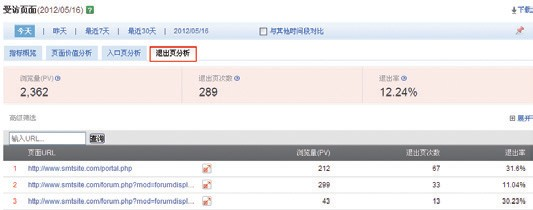 受访页面(2012/05/16) ?
今天 | 昨天 | 最近7天 | 最近30天 | 2012/05/16 与其他时间段对比
指标概览 页面价值分析 入口页分析 退出页分析
浏览量(PV) 退出页次数 退出率
2,362 289 12.24%
高级筛选
输入URL... 查询
页面URL 浏览量(PV) 退出页次数 退出率
1 http://www.smtsite.com/portal.php 212 67 31.6%
2 http://www.smtsite.com/forum.php?mod=forumdispl... 299 33 11.04%
3 http://www.smtsite.com/forum.php?mod=forumdispl... 43 13 30.23%